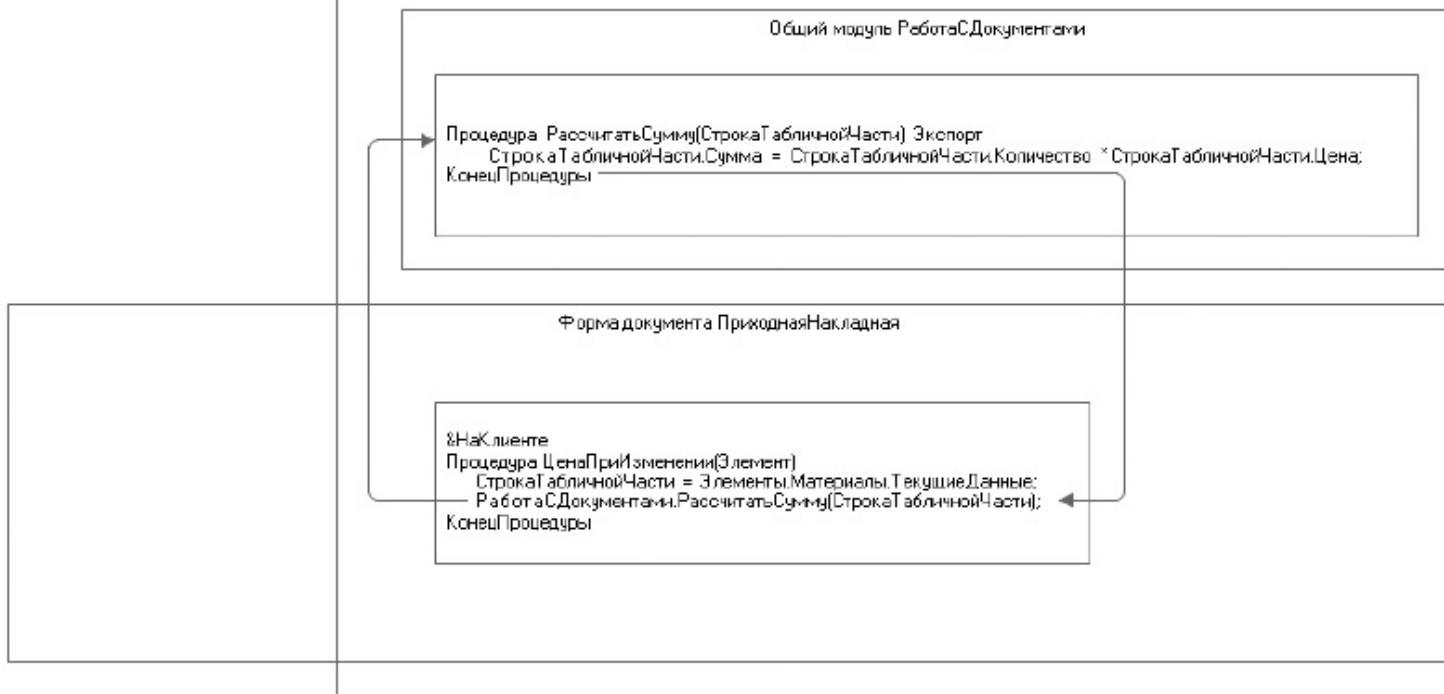 Общий модуль РаботаСДокументами
Процедура РассчитатьСумму(СтрокаТабличнойЧасти) Экспорт
СтрокаТабличнойЧасти.Сумма = СтрокаТабличнойЧасти.Количество * СтрокаТабличнойЧасти.Цена;
КонецПроцедуры
Форма документа ПриходнаяНакладная
&НаКлиенте
Процедура ЦенаПриИзменении(Элемент)
СтрокаТабличнойЧасти = Элементы.Материалы.ТекущиеДанные;
РаботаСДокументами.РассчитатьСумму(СтрокаТабличнойЧасти);
КонецПроцедуры